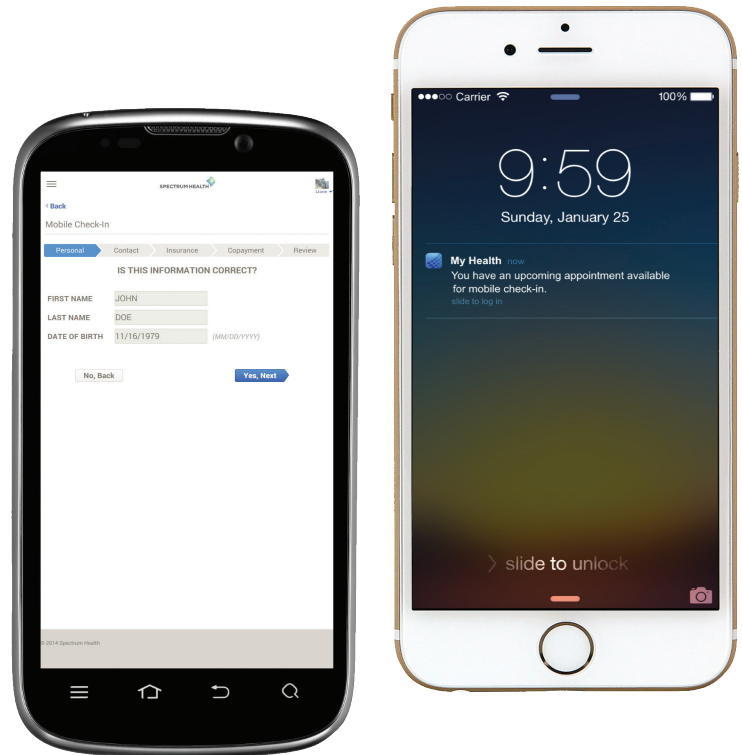 SPECTRUM HEALTH
‹ Back
Mobile Check-In
Personal Contact Insurance Copayment Review
IS THIS INFORMATION CORRECT?
FIRST NAME JOHN
LAST NAME DOE
DATE OF BIRTH 11/16/1979 (MM/DD/YYYY)
No, Back Yes, Next
© 2014 Spectrum Health
Carrier 100%
9:59
Sunday, January 25
My Health now
You have an upcoming appointment available
for mobile check-in.
slide to log in
> slide to unlock